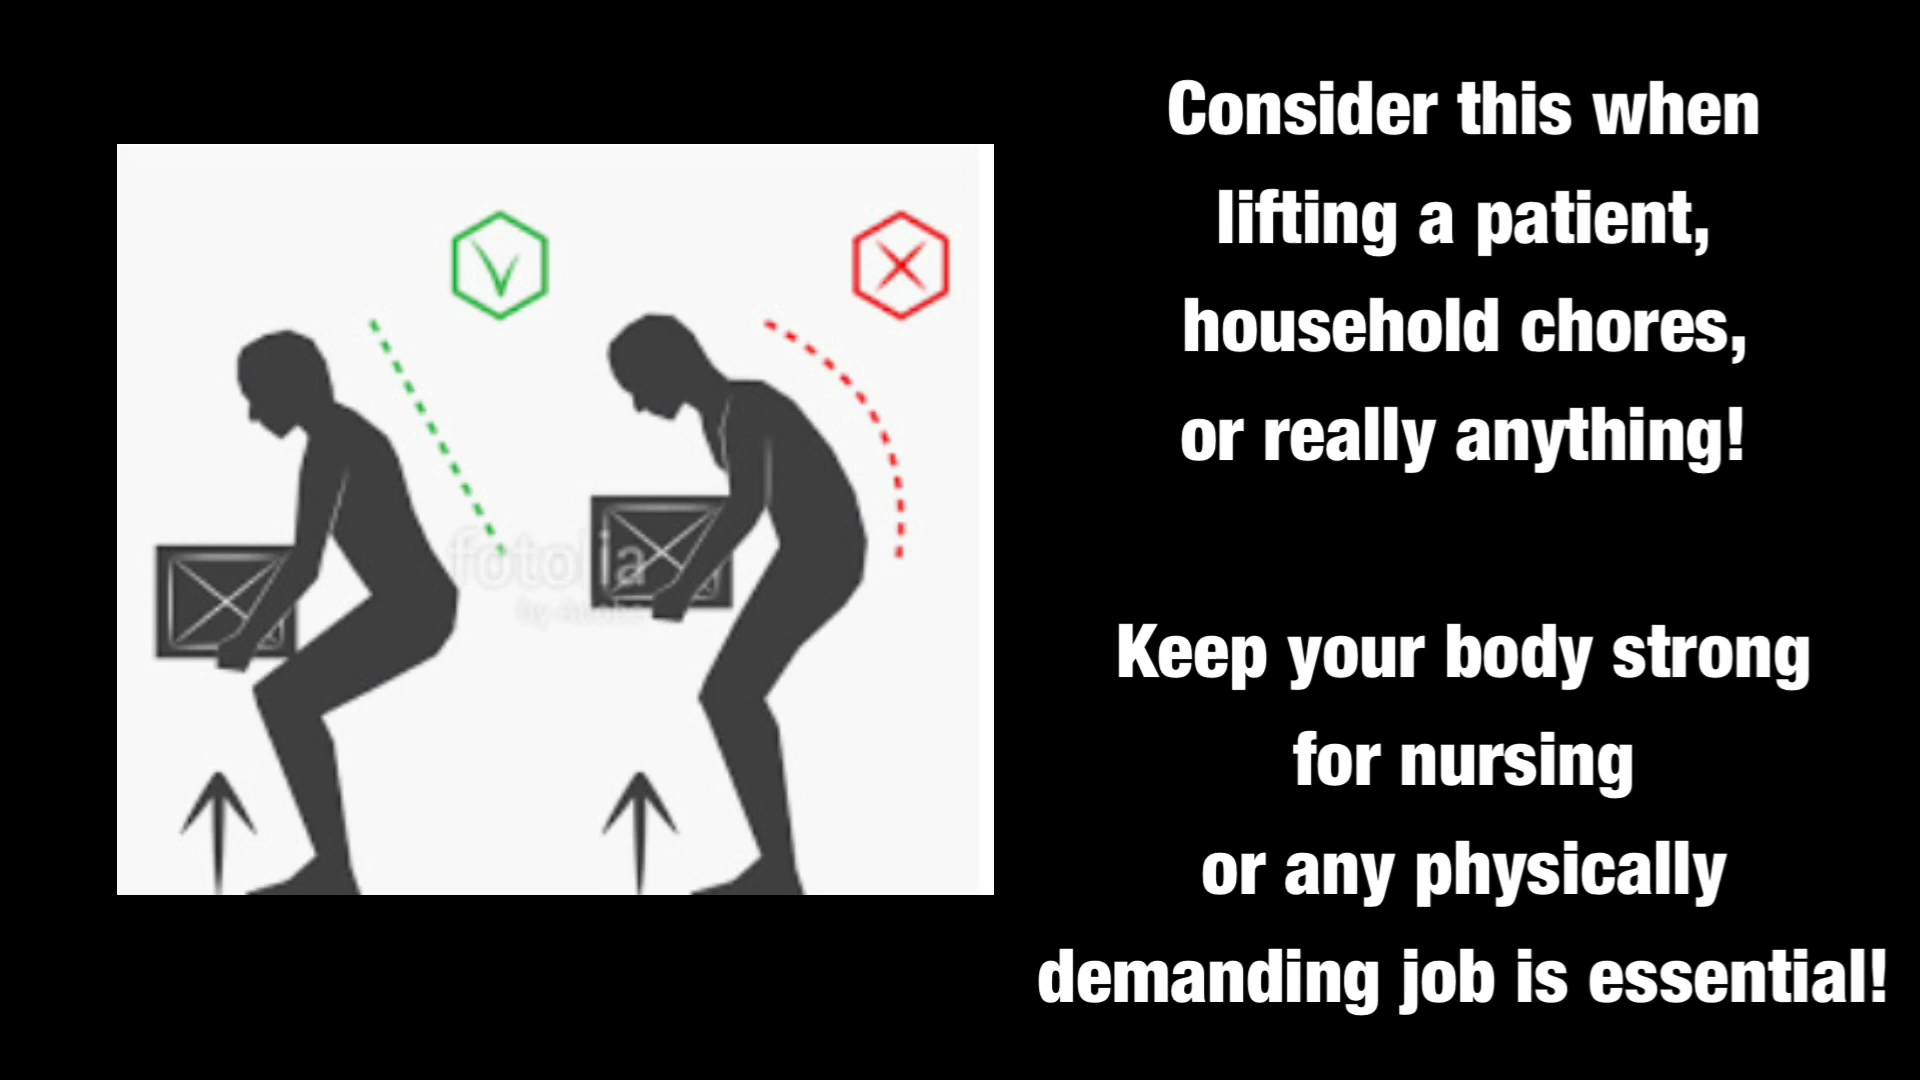 Consider this when
lifting a patient,
household chores,
or really anything!
Keep your body strong
for nursing
or any physically
demanding job is essential!
fotolia